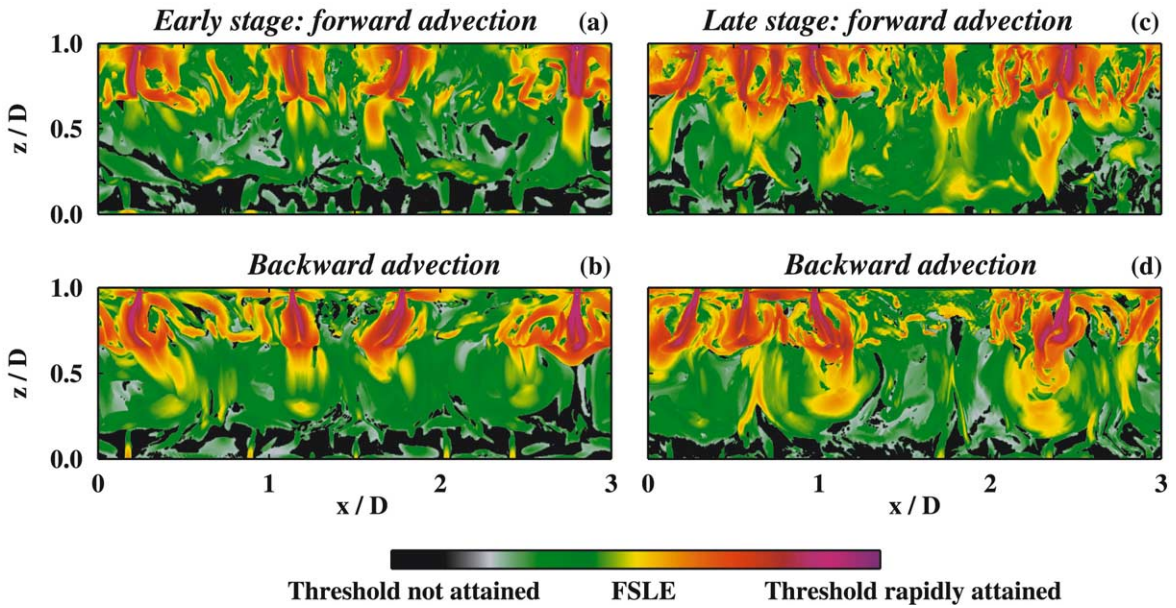 Early stage: forward advection (a)
Late stage: forward advection (c)
1.0
z / D
0.5
0.0
Backward advection (b)
Backward advection (d)
1.0
z / D
0.5
0.0
0 1 2 3
0 1 2 3
x / D
x / D
Threshold not attained FSLE Threshold rapidly attained